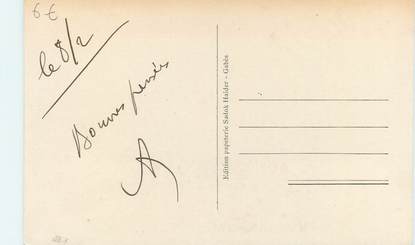 6€
le 8/2
Bonnes pensées
A
Edition papeterie Sadok Haider - Gabès